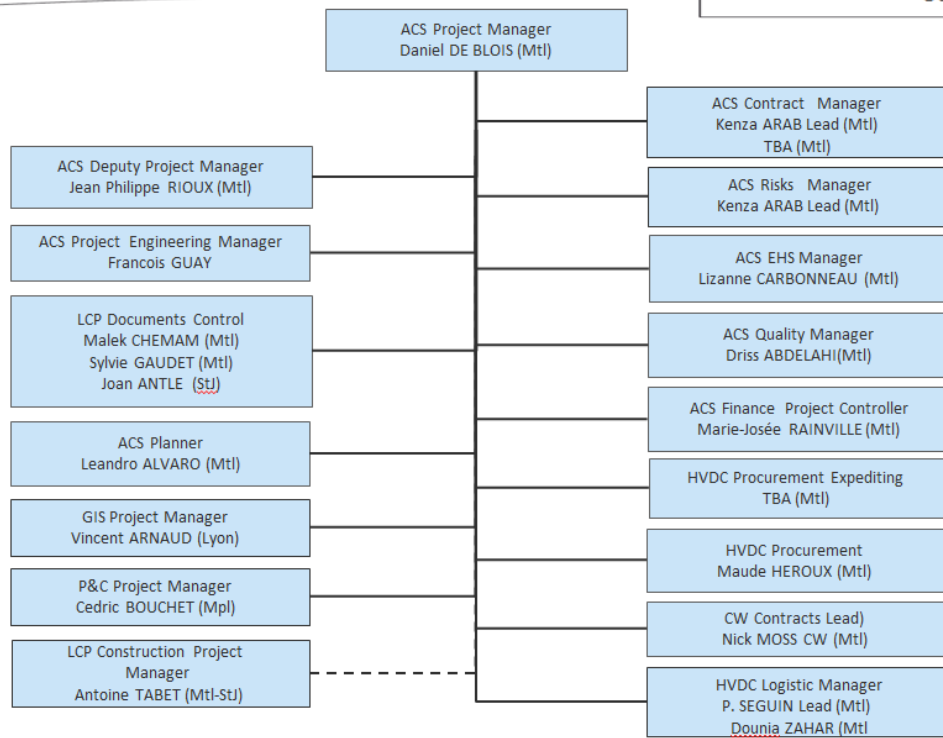 ACS Project Manager
Daniel DE BLOIS (Mtl)
ACS Deputy Project Manager
Jean Philippe RIOUX (Mtl)
ACS Project Engineering Manager
Francois GUAY
LCP Documents Control
Malek CHEMAM (Mtl)
Sylvie GAUDET (Mtl)
Joan ANTLE (StJ)
ACS Planner
Leandro ALVARO (Mtl)
GIS Project Manager
Vincent ARNAUD (Lyon)
P&C Project Manager
Cedric BOUCHET (Mpl)
LCP Construction Project
Manager
Antoine TABET (Mtl-StJ)
ACS Contract Manager
Kenza ARAB Lead (Mtl)
TBA (Mtl)
ACS Risks Manager
Kenza ARAB Lead (Mtl)
ACS EHS Manager
Lizanne CARBONNEAU (Mtl)
ACS Quality Manager
Driss ABDELAHI(Mtl)
ACS Finance Project Controller
Marie-Josée RAINVILLE (Mtl)
HVDC Procurement Expediting
TBA (Mtl)
HVDC Procurement
Maude HEROUX (Mtl)
CW Contracts Lead)
Nick MOSS CW (Mtl)
HVDC Logistic Manager
P. SEGUIN Lead (Mtl)
Dounia ZAHAR (Mtl